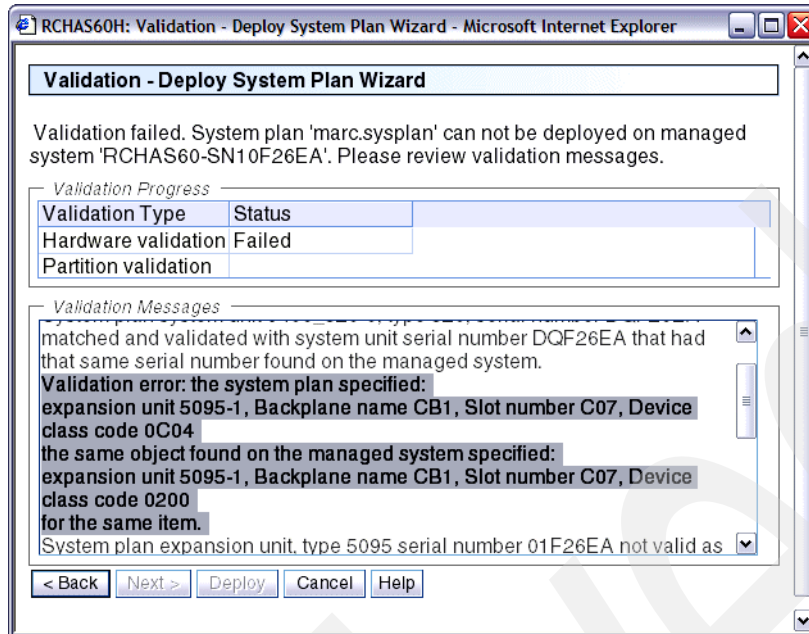 RCHAS60H: Validation - Deploy System Plan Wizard - Microsoft Internet Explorer
Validation - Deploy System Plan Wizard
Validation failed. System plan 'marc.sysplan' can not be deployed on managed
system 'RCHAS60-SN10F26EA'. Please review validation messages.
Validation Progress
Validation Type Status
Hardware validation Failed
Partition validation
Validation Messages
matched and validated with system unit serial number DQF26EA that had
that same serial number found on the managed system.
Validation error: the system plan specified:
expansion unit 5095-1, Backplane name CB1, Slot number C07, Device
class code 0C04
the same object found on the managed system specified:
expansion unit 5095-1, Backplane name CB1, Slot number C07, Device
class code 0200
for the same item.
System plan expansion unit, type 5095 serial number 01F26EA not valid as
< Back Next > Deploy Cancel Help